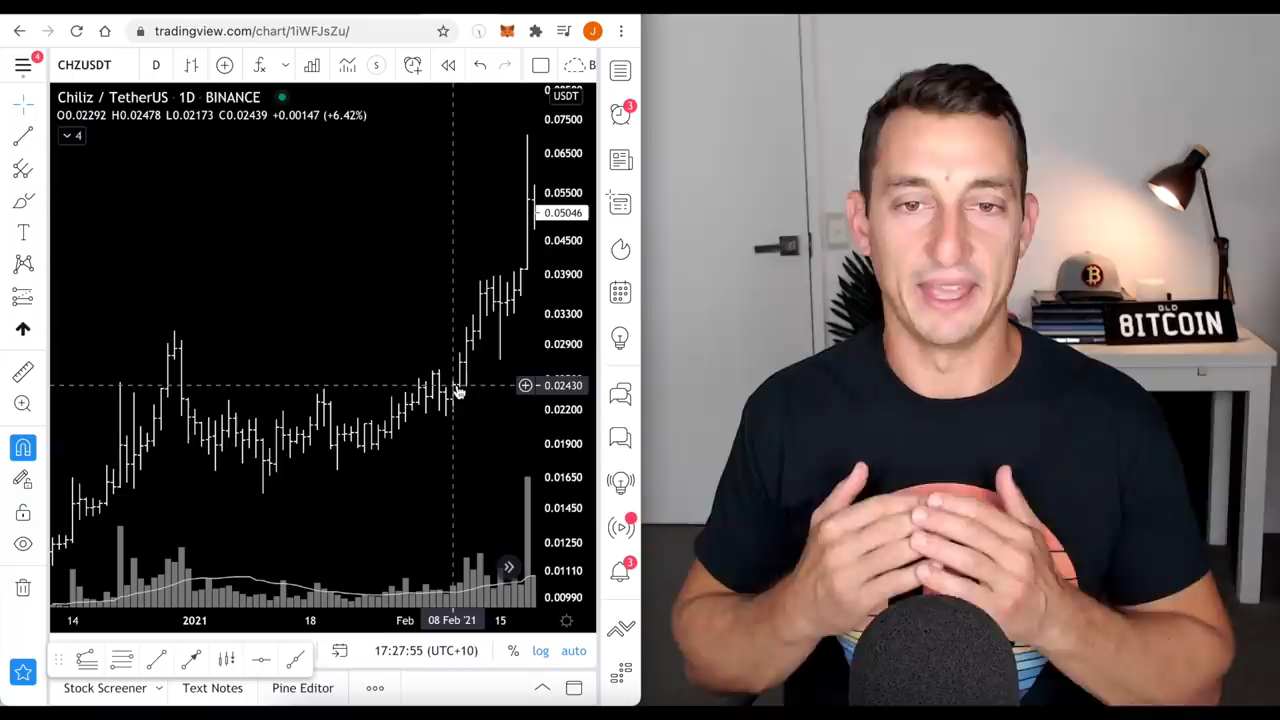 tradingview.com/chart/1iWFJsZu/
J
4
CHZUSDT
D
S
B
Chiliz / TetherUS · 1D · BINANCE
O0.02292 H0.02478 L0.02173 C0.02439 +0.00147 (+6.42%)
4
USDT
0.07500
0.06500
0.05500
0.05046
0.04500
0.03900
0.03300
0.02900
0.02430
0.02200
0.01900
0.01650
0.01450
0.01250
0.01110
0.00990
14
2021
18
Feb
08 Feb '21
15
17:27:55 (UTC+10)
%
log
auto
Stock Screener
Text Notes
Pine Editor
3
3
T
QLD
BITCOIN